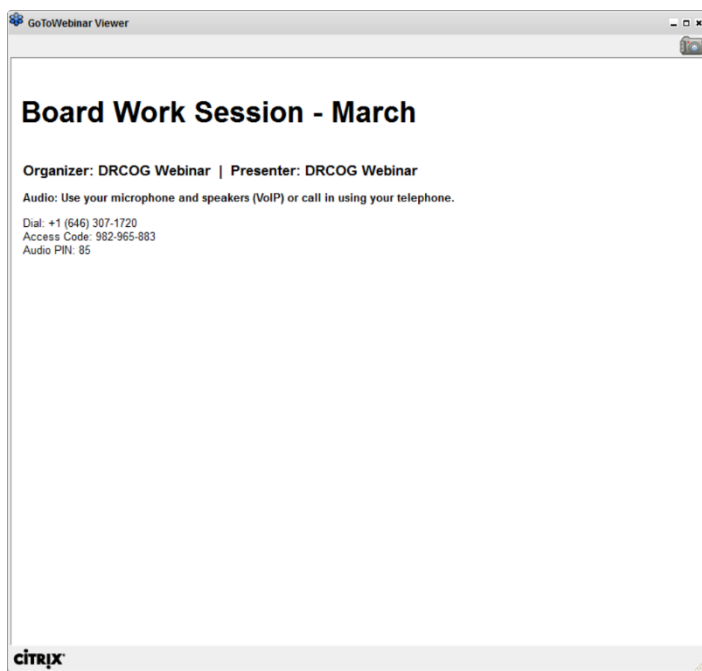 GoToWebinar Viewer
Board Work Session - March
Organizer: DRCOG Webinar | Presenter: DRCOG Webinar
Audio: Use your microphone and speakers (VoIP) or call in using your telephone.
Dial: +1 (646) 307-1720
Access Code: 982-965-883
Audio PIN: 85
CİTRIX